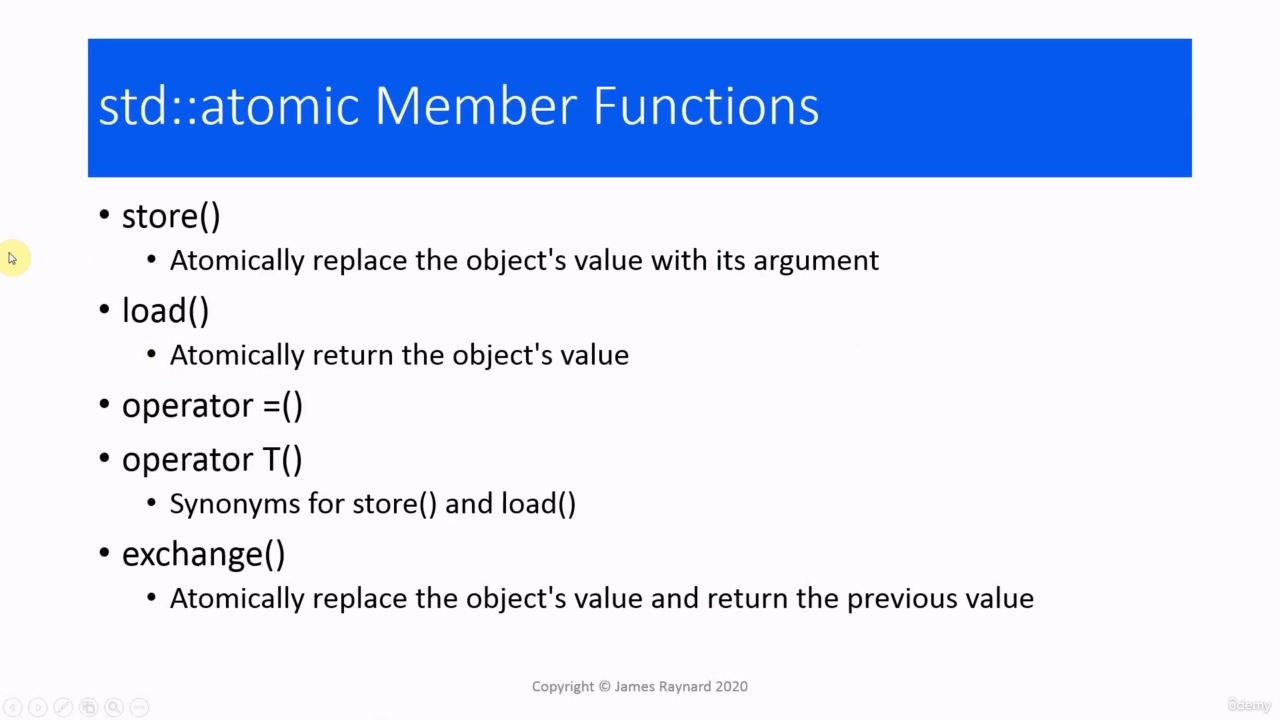 std::atomic Member Functions
• store()
• Atomically replace the object's value with its argument
• load()
• Atomically return the object's value
• operator =()
• operator T()
• Synonyms for store() and load()
• exchange()
• Atomically replace the object's value and return the previous value
Copyright © James Raynard 2020
ûdemy